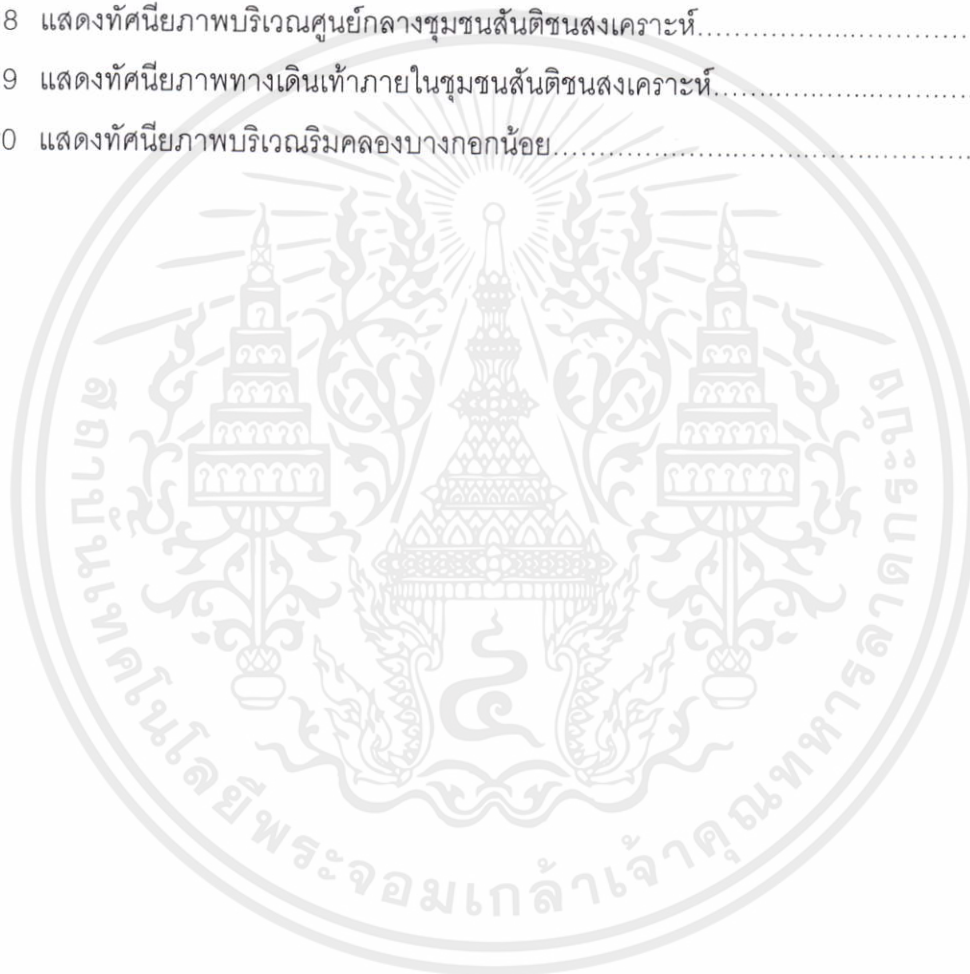 8 แสดงทัศนียภาพบริเวณศูนย์กลางชุมชนสันติชนสงเคราะห์
9 แสดงทัศนียภาพทางเดินเท้าภายในชุมชนสันติชนสงเคราะห์
0 แสดงทัศนียภาพบริเวณริมคลองบางกอกน้อย
สถาบันเทคโนโลยีพระจอมเกล้าเจ้าคุณทหารลาดกระบัง
๔